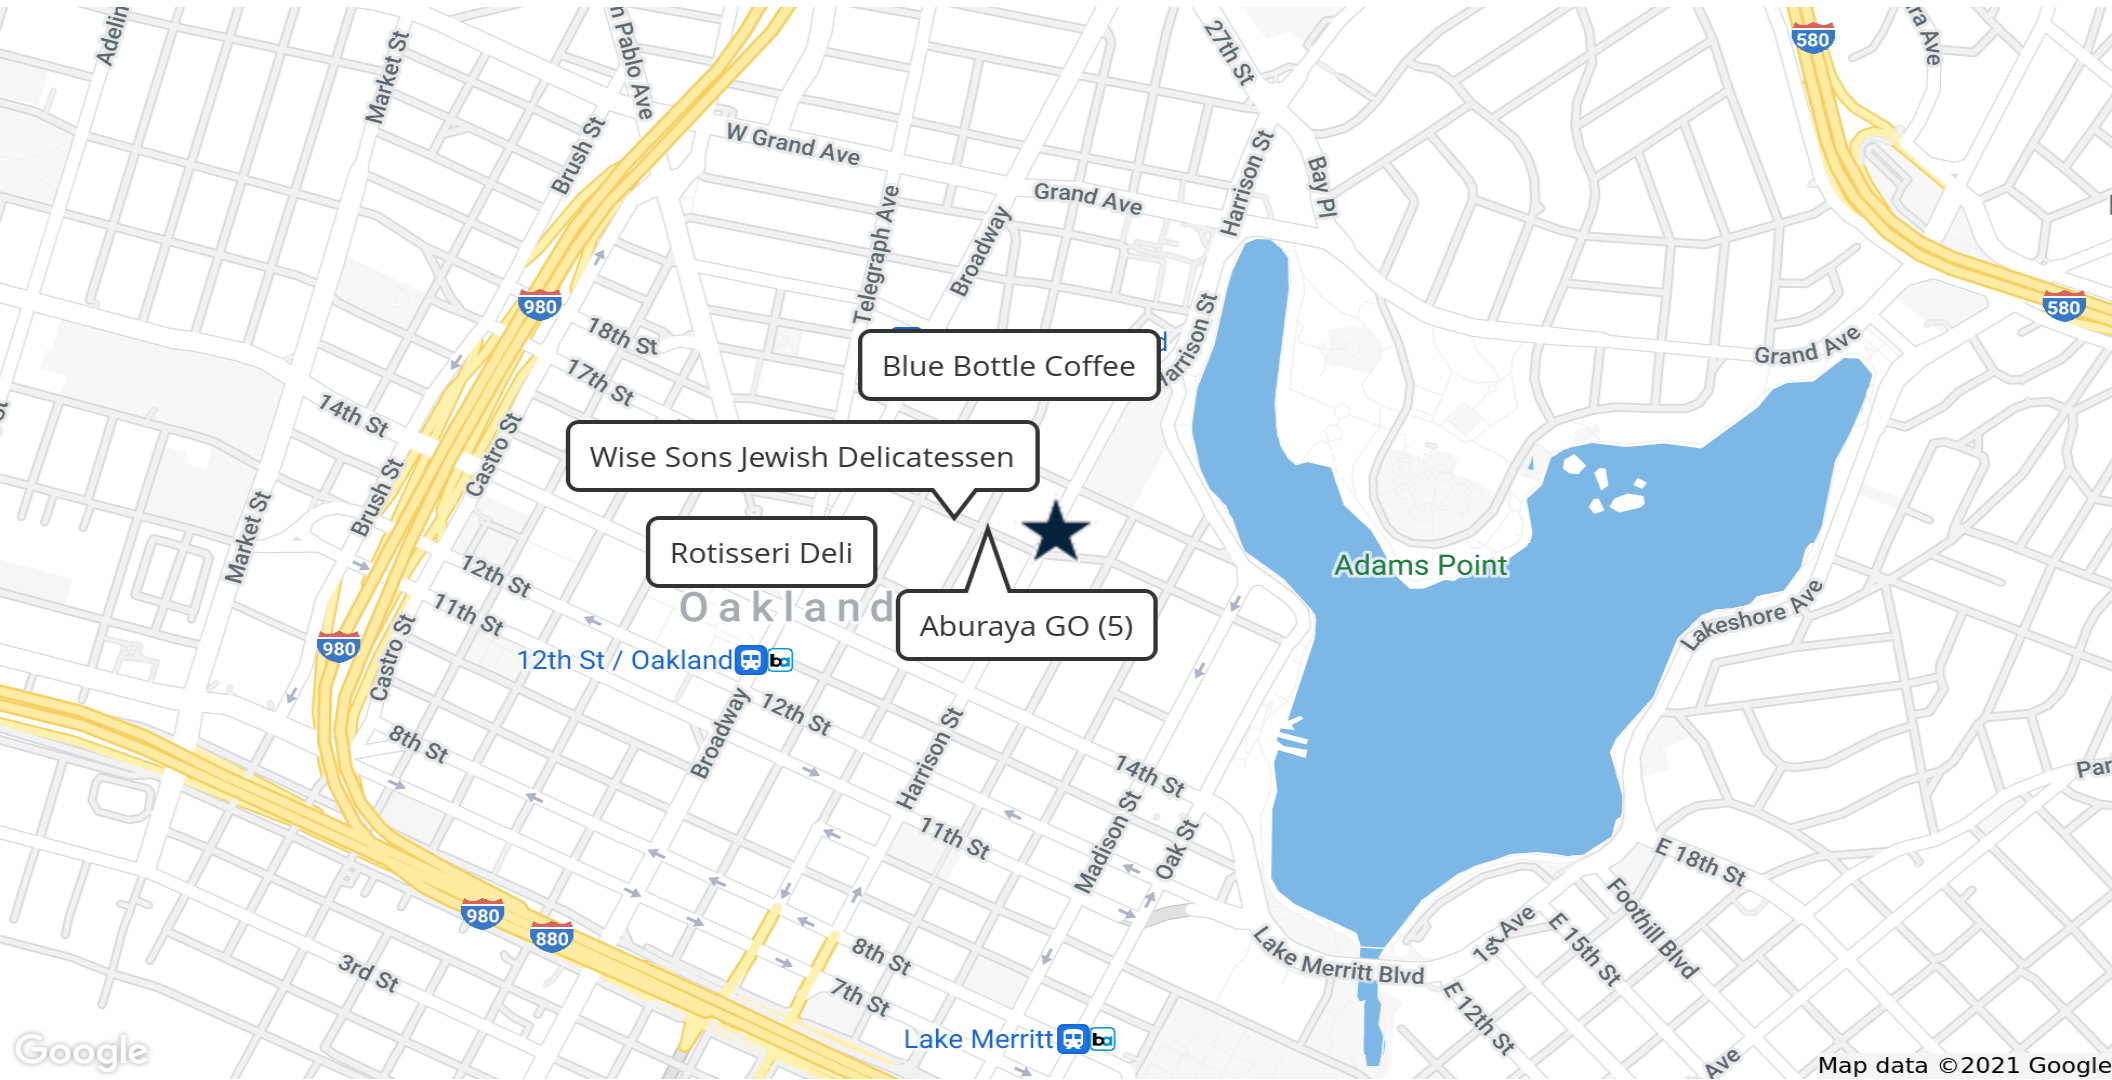 Market St
27th St
580
W Grand Ave
Brush St
Harrison St
Bay Pl
Grand Ave
Telegraph Ave
Broadway
980
580
18th St
Grand Ave
Blue Bottle Coffee
17th St
14th St
Castro St
Wise Sons Jewish Delicatessen
Brush St
Market St
Rotisseri Deli
Adams Point
12th St
11th St
Oakland
Aburaya GO (5)
Lakeshore Ave
980
Castro St
12th St / Oakland
12th St
Broadway
8th St
Harrison St
14th St
11th St
Madison St
Oak St
E 18th St
980
880
Foothill Blvd
1st Ave
E 15th St
8th St
3rd St
Lake Merritt Blvd
7th St
E 12th St
Lake Merritt
Google
Ave
Map data ©2021 Google